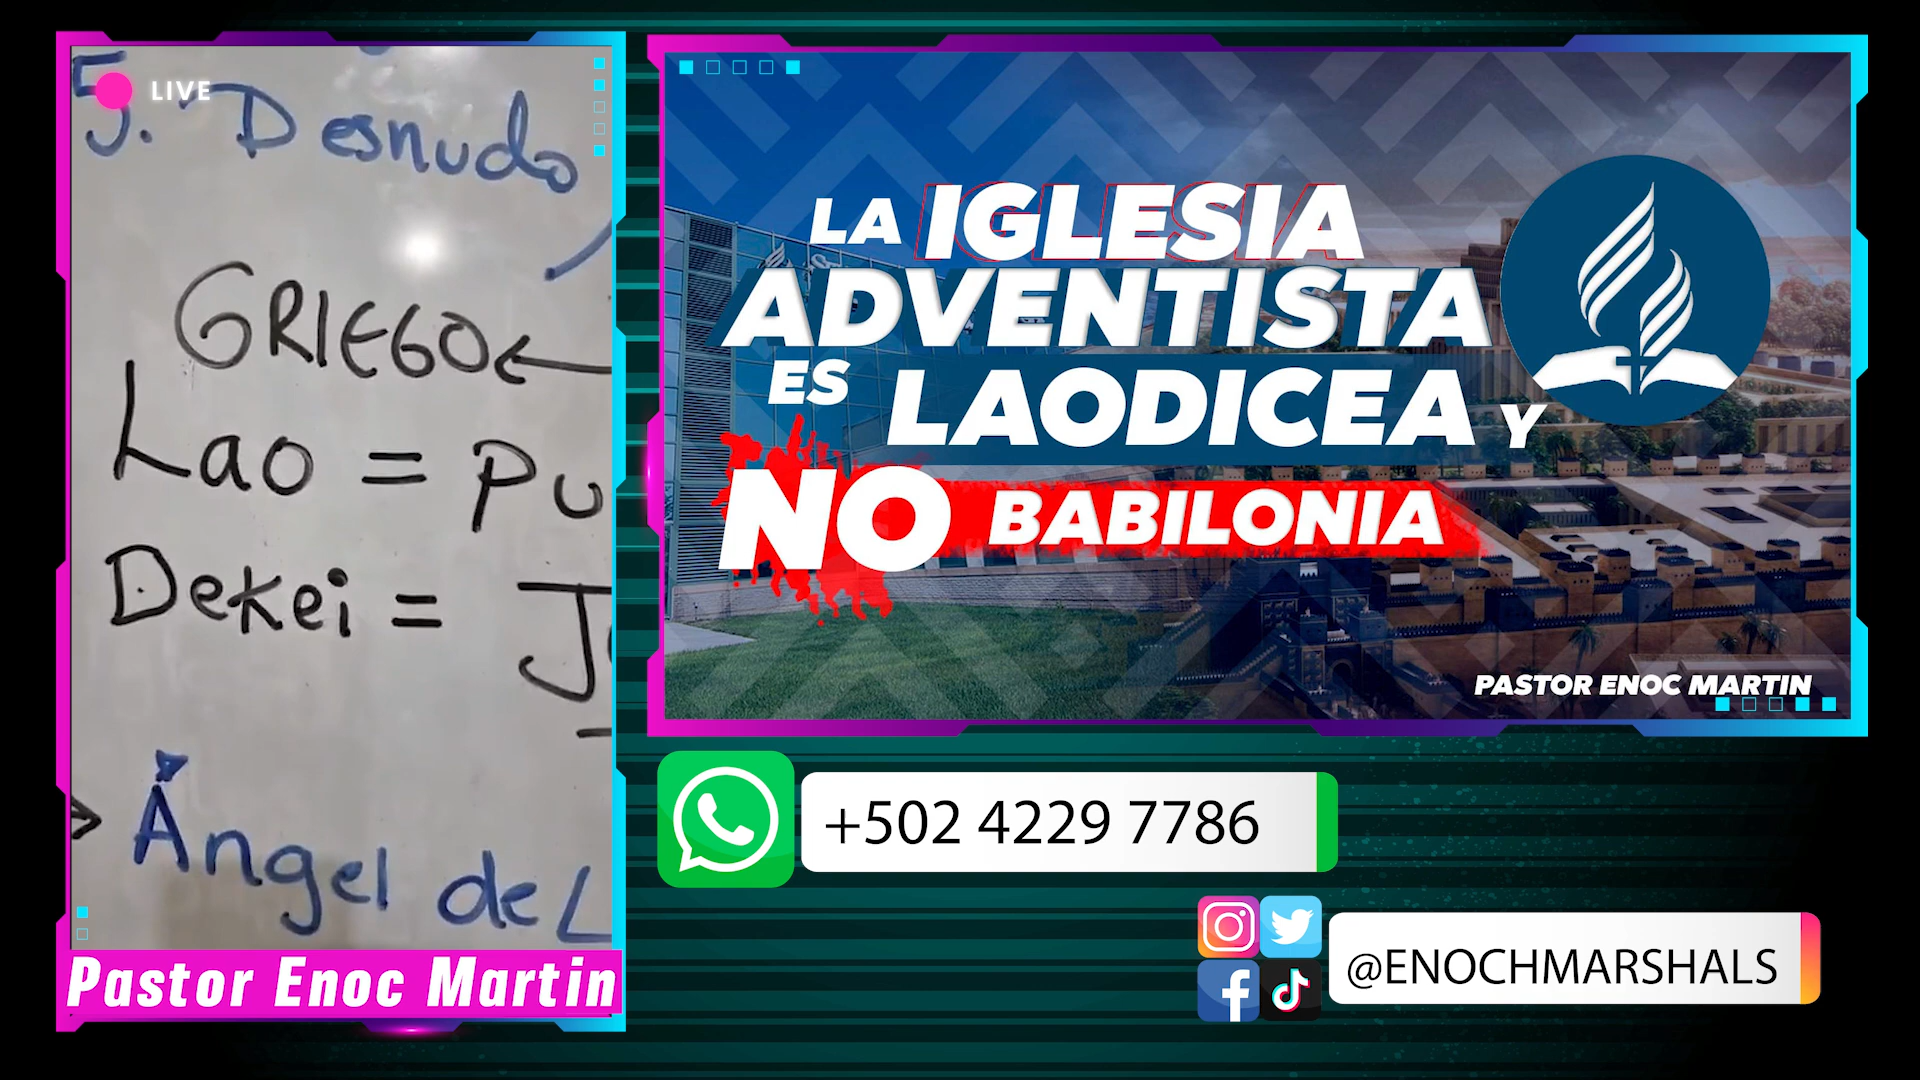 LIVE
5. Desnudo
GRIEGO
Lao =
Dekei =
Ángel de L
Pastor Enoc Martin
LA IGLESIA
ADVENTISTA
ES LAODICEA Y
NO BABILONIA
PASTOR ENOC MARTIN
+502 4229 7786
@ENOCHMARSHALS